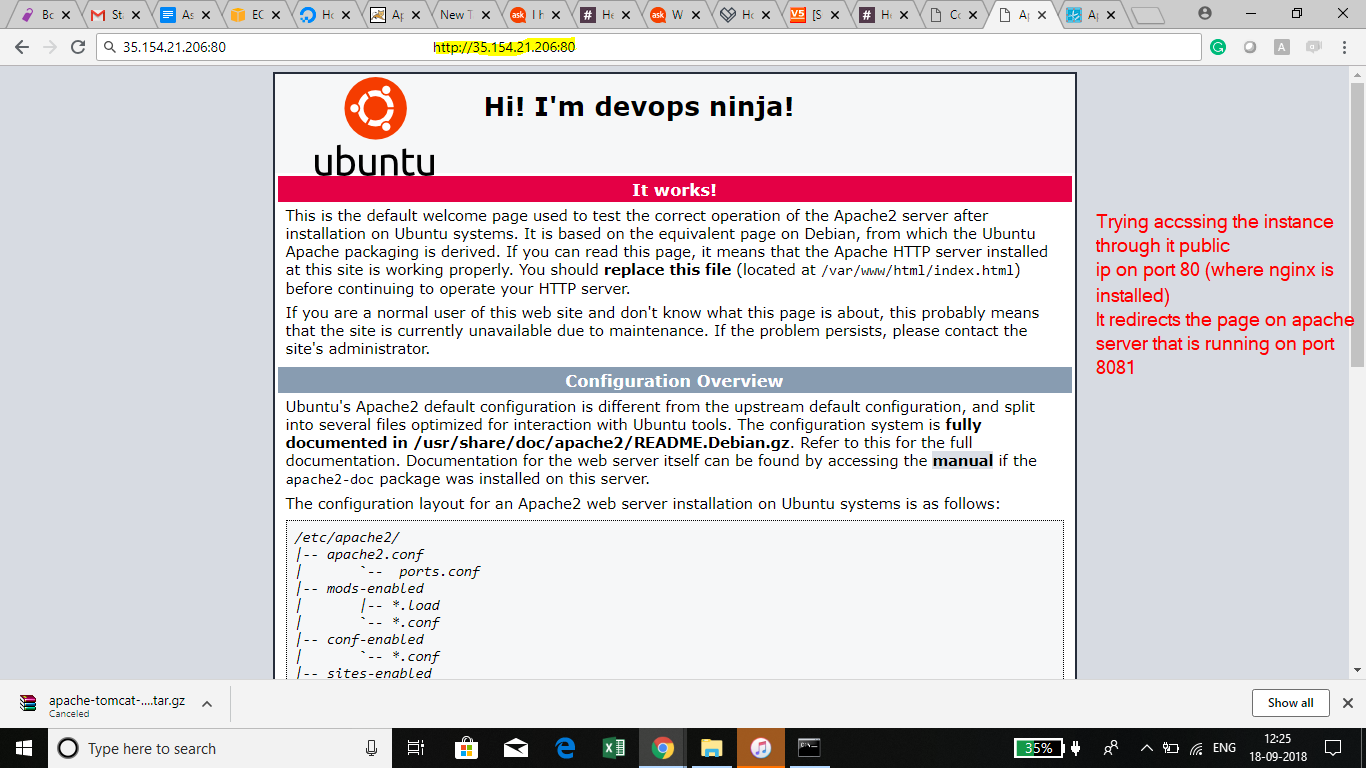 Bo
St
As
EC
Ho
Ap
New T
ask I h
# He
ask W
Ho
V5 [S
# He
Co
Ap
Ap
35.154.21.206:80 http://35.154.21.206:80
ubuntu
Hi! I'm devops ninja!
It works!
This is the default welcome page used to test the correct operation of the Apache2 server after
installation on Ubuntu systems. It is based on the equivalent page on Debian, from which the Ubuntu
Apache packaging is derived. If you can read this page, it means that the Apache HTTP server installed
at this site is working properly. You should replace this file (located at /var/www/html/index.html)
before continuing to operate your HTTP server.
If you are a normal user of this web site and don't know what this page is about, this probably means
that the site is currently unavailable due to maintenance. If the problem persists, please contact the
site's administrator.
Trying accssing the instance
through it public
ip on port 80 (where nginx is
installed)
It redirects the page on apache
server that is running on port
8081
Configuration Overview
Ubuntu's Apache2 default configuration is different from the upstream default configuration, and split
into several files optimized for interaction with Ubuntu tools. The configuration system is fully
documented in /usr/share/doc/apache2/README.Debian.gz. Refer to this for the full
documentation. Documentation for the web server itself can be found by accessing the manual if the
apache2-doc package was installed on this server.
The configuration layout for an Apache2 web server installation on Ubuntu systems is as follows:
/etc/apache2/
|-- apache2.conf
|       `--  ports.conf
|-- mods-enabled
|       |-- *.load
|       `-- *.conf
|-- conf-enabled
|       `-- *.conf
|-- sites-enabled
apache-tomcat-....tar.gz
Canceled
Show all
Type here to search
35%
ENG
12:25
18-09-2018